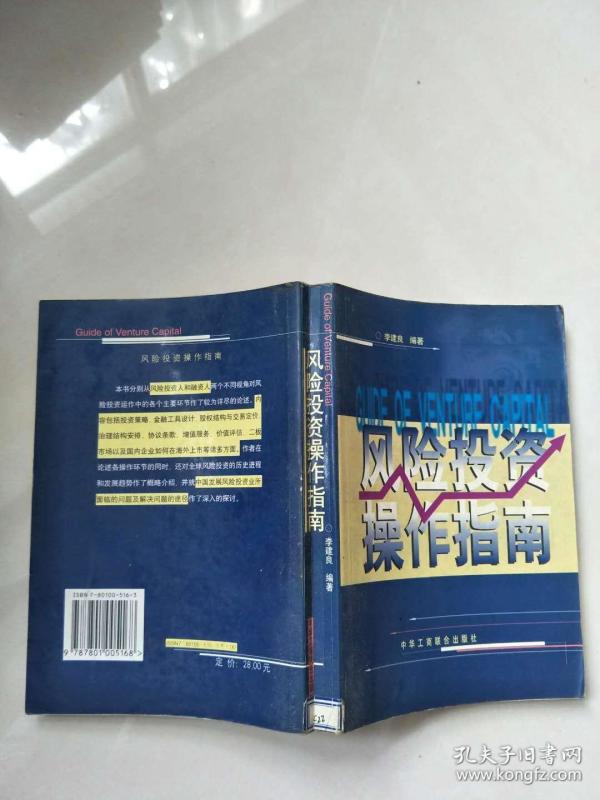 Guide of Venture Capital
风险投资操作指南
本书分别从风险投资人和融资人两个不同视角对风
险投资运作中的各个主要环节作了较为详尽的论述。内
容包括投资策略、金融工具设计、股权结构与交易定价、
治理结构安排、协议条款、增值服务、价值评估、二板
市场以及国内企业如何在海外上市等诸多方面。作者在
论述各操作环节的同时，还对全球风险投资的历史进程
和发展趋势作了概略介绍，并就中国发展风险投资业所
面临的问题及解决问题的途径作了深入的探讨。
ISBN 7-80100-516-3
9 787801 005168 >
定价：28.00元
Guide of Venture Capital
风险投资操作指南
李建良 编著
李建良 编著
GUIDE OF VENTURE CAPITAL
风险投资
操作指南
中华工商联合出版社
孔夫子旧书网
www.kongfz.com